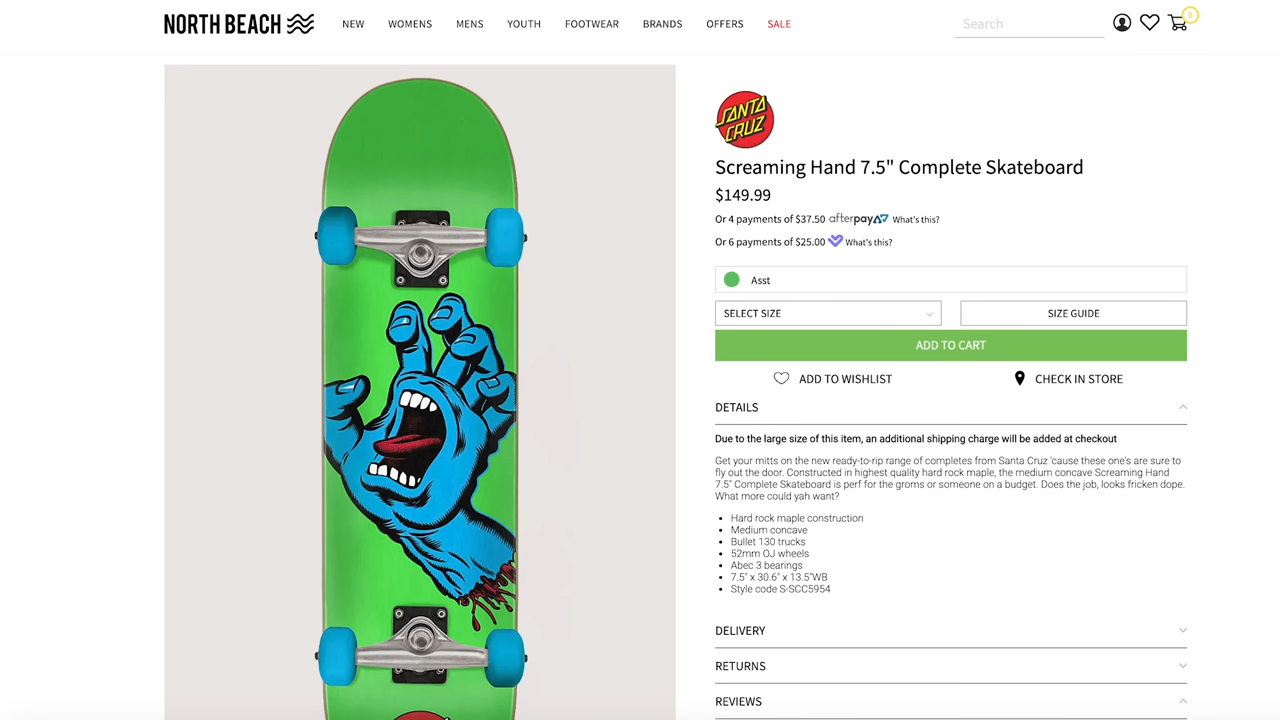 NORTH BEACH
NEW WOMENS MENS YOUTH FOOTWEAR BRANDS OFFERS SALE
Search
0
SANTA
CRUZ
Screaming Hand 7.5" Complete Skateboard
$149.99
Or 4 payments of $37.50 afterpay What's this?
Or 6 payments of $25.00 What's this?
Asst
SELECT SIZE
SIZE GUIDE
ADD TO CART
ADD TO WISHLIST
CHECK IN STORE
DETAILS
Due to the large size of this item, an additional shipping charge will be added at checkout
Get your mitts on the new ready-to-rip range of completes from Santa Cruz 'cause these one's are sure to
fly out the door. Constructed in highest quality hard rock maple, the medium concave Screaming Hand
7.5" Complete Skateboard is perf for the groms or someone on a budget. Does the job, looks fricken dope.
What more could yah want?
• Hard rock maple construction
• Medium concave
• Bullet 130 trucks
• 52mm OJ wheels
• Abec 3 bearings
• 7.5" x 30.6" x 13.5"WB
• Style code S-SCC5954
DELIVERY
RETURNS
REVIEWS